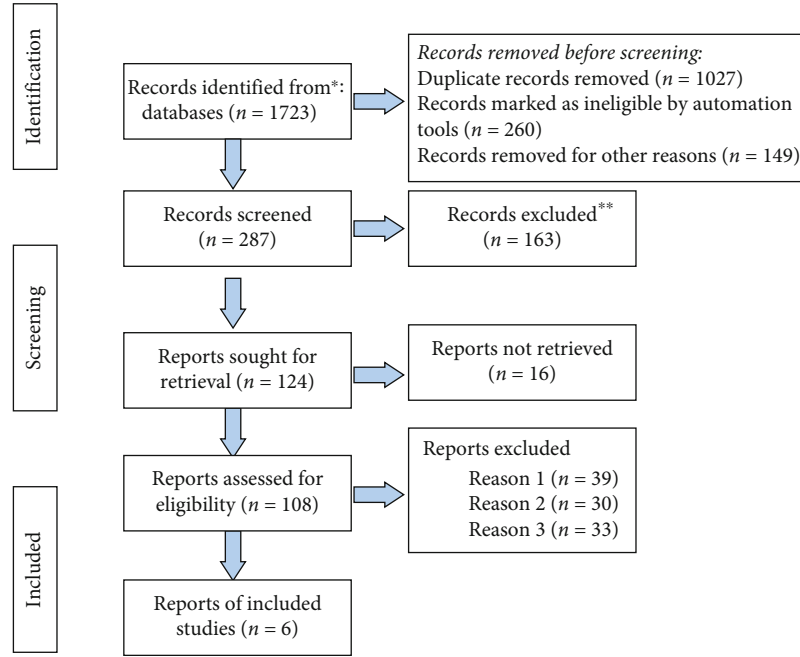 Identification
Records identified from*:
databases (n = 1723)
Records removed before screening:
Duplicate records removed (n = 1027)
Records marked as ineligible by automation
tools (n = 260)
Records removed for other reasons (n = 149)
Screening
Records screened
(n = 287)
Records excluded**
(n = 163)
Reports sought for
retrieval (n = 124)
Reports not retrieved
(n = 16)
Reports assessed for
eligibility (n = 108)
Reports excluded
Reason 1 (n = 39)
Reason 2 (n = 30)
Reason 3 (n = 33)
Included
Reports of included
studies (n = 6)